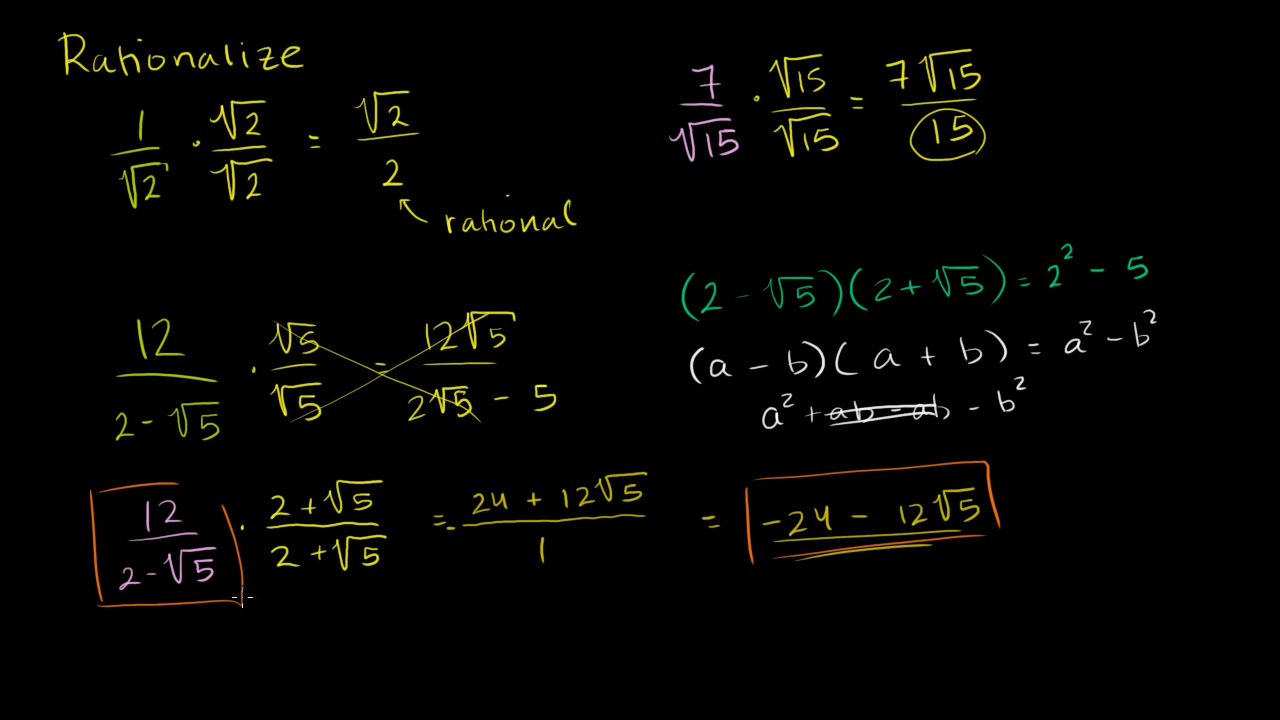 Rationalize
1/√2 · √2/√2 = √2/2
rational
7/√15 · √15/√15 = 7√15/15
(2 - √5)(2 + √5) = 2² - 5
(a - b)(a + b) = a² - b²
a² + ab - ab - b²
12/(2 - √5) · √5/√5 = 12√5/(2√5 - 5)
12/(2 - √5) · (2 + √5)/(2 + √5) = -(24 + 12√5)/1 = -24 - 12√5